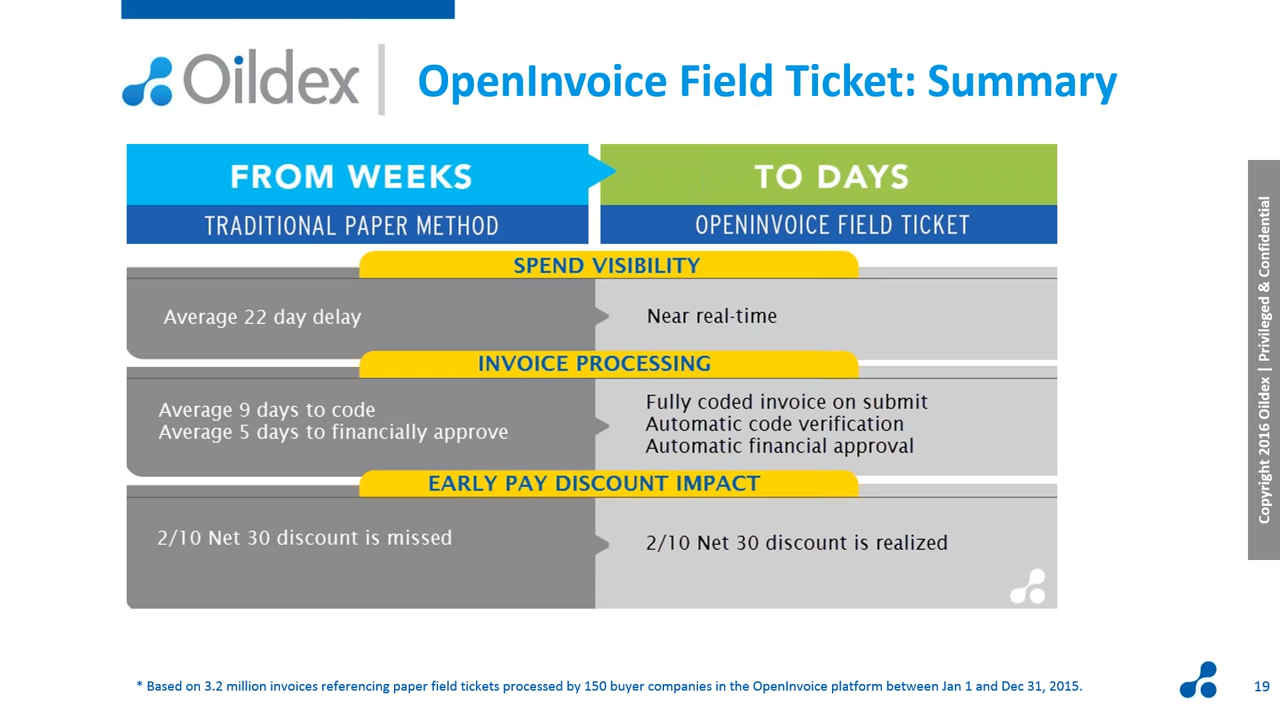 Oildex
OpenInvoice Field Ticket: Summary
FROM WEEKS
TO DAYS
TRADITIONAL PAPER METHOD
OPENINVOICE FIELD TICKET
SPEND VISIBILITY
Average 22 day delay
Near real-time
INVOICE PROCESSING
Average 9 days to code
Average 5 days to financially approve
Fully coded invoice on submit
Automatic code verification
Automatic financial approval
EARLY PAY DISCOUNT IMPACT
2/10 Net 30 discount is missed
2/10 Net 30 discount is realized
Copyright 2016 Oildex | Privileged & Confidential
* Based on 3.2 million invoices referencing paper field tickets processed by 150 buyer companies in the OpenInvoice platform between Jan 1 and Dec 31, 2015.
19